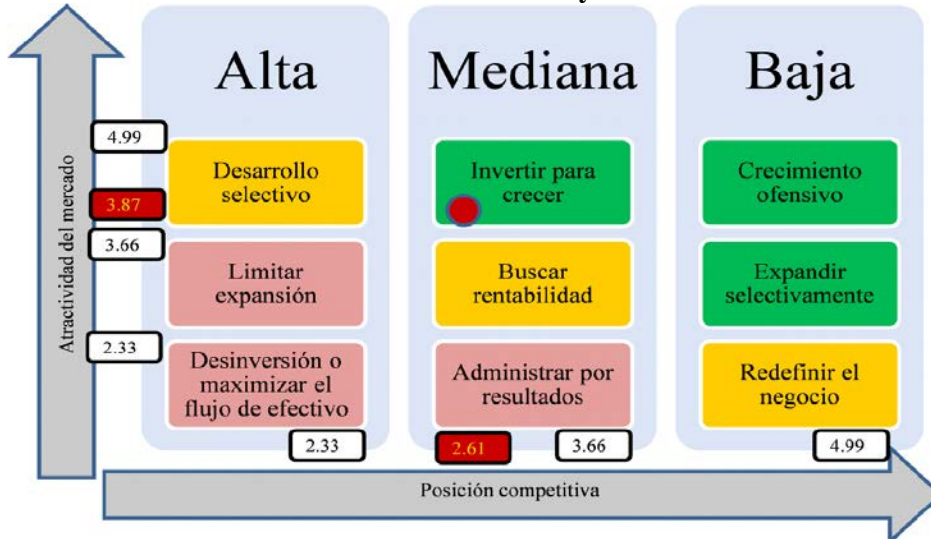 Alta
Mediana
Baja
4.99
Desarrollo
selectivo
Invertir para
crecer
Crecimiento
ofensivo
3.87
3.66
Limitar
expansión
Buscar
rentabilidad
Expandir
selectivamente
2.33
Desinversión o
maximizar el
flujo de efectivo
Administrar por
resultados
Redefinir el
negocio
2.33
2.61
3.66
4.99
Atractividad del mercado
Posición competitiva